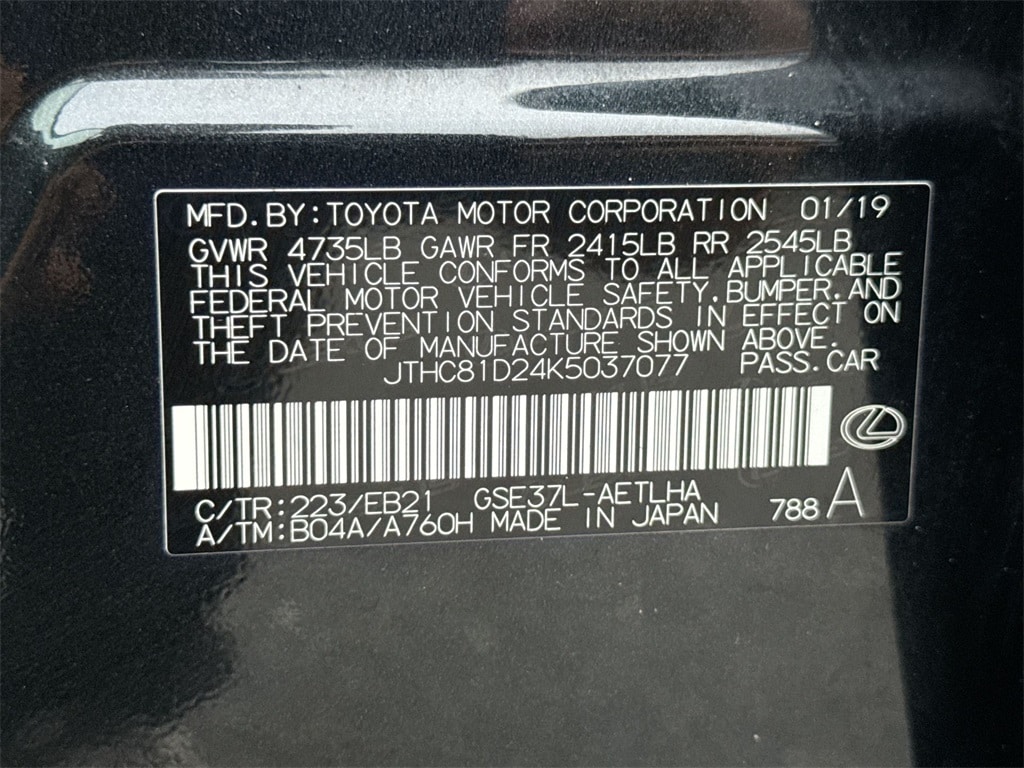 MFD.BY:TOYOTA MOTOR CORPORATION 01/19
GVWR 4735LB GAWR FR 2415LB RR 2545LB
THIS VEHICLE CONFORMS TO ALL APPLICABLE
FEDERAL MOTOR VEHICLE SAFETY,BUMPER,AND
THEFT PREVENTION STANDARDS IN EFFECT ON
THE DATE OF MANUFACTURE SHOWN ABOVE.
JTHC81D24K5037077 PASS.CAR
C/TR:223/EB21 GSE37L-AETLHA
A/TM:B04A/A760H MADE IN JAPAN 788 A